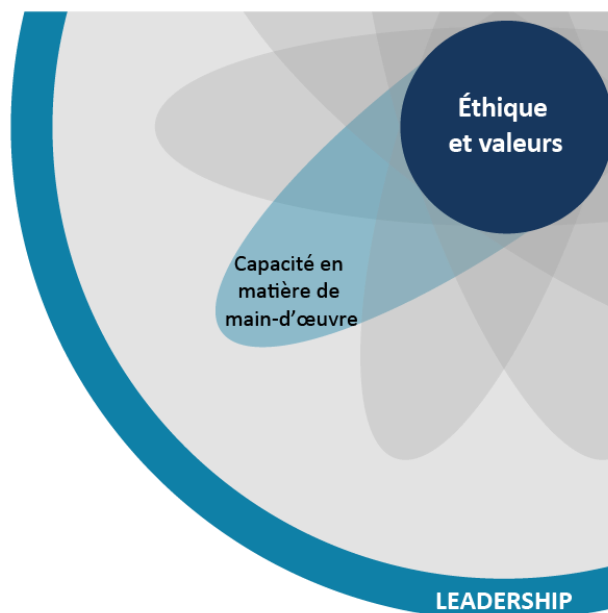 Éthique
et valeurs
Capacité en
matière de
main-d’œuvre
LEADERSHIP